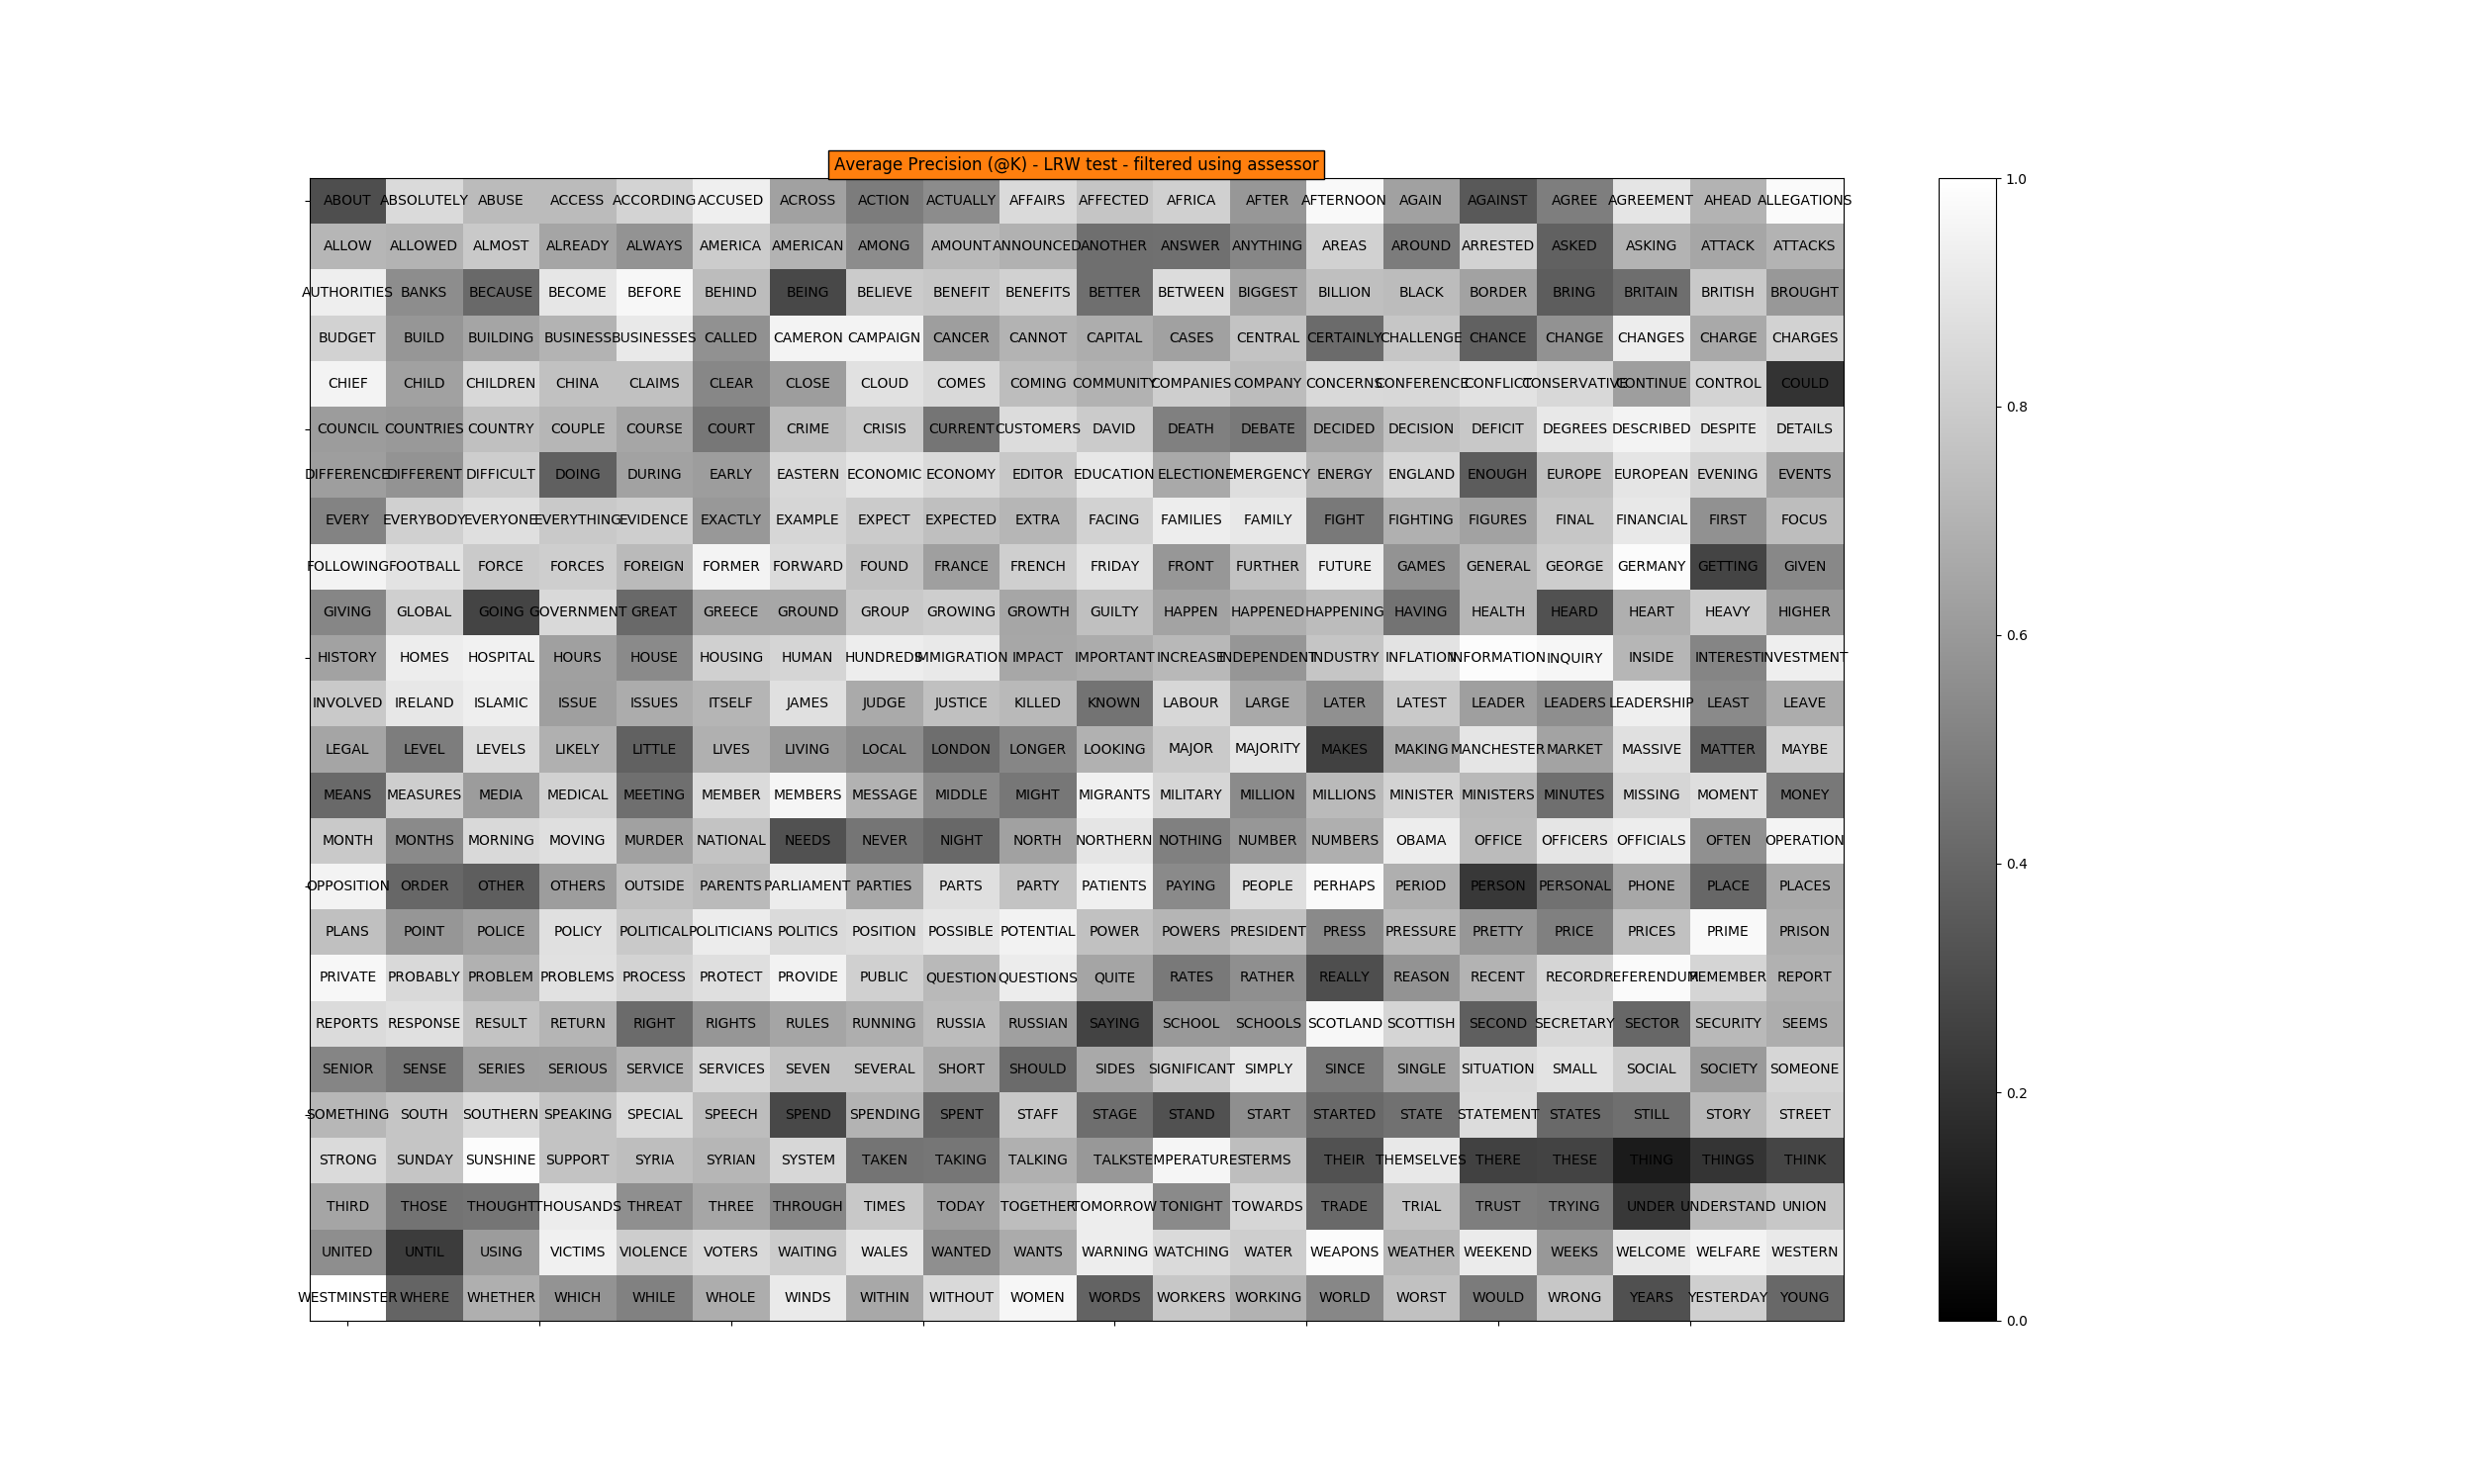 Average Precision (@K) - LRW test - filtered using assessor
ABOUT ABSOLUTELY ABUSE ACCESS ACCORDING ACCUSED ACROSS ACTION ACTUALLY AFFAIRS AFFECTED AFRICA AFTER AFTERNOON AGAIN AGAINST AGREE AGREEMENT AHEAD ALLEGATIONS 1.0
ALLOW ALLOWED ALMOST ALREADY ALWAYS AMERICA AMERICAN AMONG AMOUNT ANNOUNCED ANOTHER ANSWER ANYTHING AREAS AROUND ARRESTED ASKED ASKING ATTACK ATTACKS
AUTHORITIES BANKS BECAUSE BECOME BEFORE BEHIND BEING BELIEVE BENEFIT BENEFITS BETTER BETWEEN BIGGEST BILLION BLACK BORDER BRING BRITAIN BRITISH BROUGHT
BUDGET BUILD BUILDING BUSINESS BUSINESSES CALLED CAMERON CAMPAIGN CANCER CANNOT CAPITAL CASES CENTRAL CERTAINLY CHALLENGE CHANCE CHANGE CHANGES CHARGE CHARGES
CHIEF CHILD CHILDREN CHINA CLAIMS CLEAR CLOSE CLOUD COMES COMING COMMUNITY COMPANIES COMPANY CONCERNS CONFERENCE CONFLICT CONSERVATIVE CONTINUE CONTROL COULD 0.8
COUNCIL COUNTRIES COUNTRY COUPLE COURSE COURT CRIME CRISIS CURRENT CUSTOMERS DAVID DEATH DEBATE DECIDED DECISION DEFICIT DEGREES DESCRIBED DESPITE DETAILS
DIFFERENCE DIFFERENT DIFFICULT DOING DURING EARLY EASTERN ECONOMIC ECONOMY EDITOR EDUCATION ELECTION EMERGENCY ENERGY ENGLAND ENOUGH EUROPE EUROPEAN EVENING EVENTS
EVERY EVERYBODY EVERYONE EVERYTHING EVIDENCE EXACTLY EXAMPLE EXPECT EXPECTED EXTRA FACING FAMILIES FAMILY FIGHT FIGHTING FIGURES FINAL FINANCIAL FIRST FOCUS
FOLLOWING FOOTBALL FORCE FORCES FOREIGN FORMER FORWARD FOUND FRANCE FRENCH FRIDAY FRONT FURTHER FUTURE GAMES GENERAL GEORGE GERMANY GETTING GIVEN
GIVING GLOBAL GOING GOVERNMENT GREAT GREECE GROUND GROUP GROWING GROWTH GUILTY HAPPEN HAPPENED HAPPENING HAVING HEALTH HEARD HEART HEAVY HIGHER 0.6
HISTORY HOMES HOSPITAL HOURS HOUSE HOUSING HUMAN HUNDREDS IMMIGRATION IMPACT IMPORTANT INCREASE INDEPENDENT INDUSTRY INFLATION INFORMATION INQUIRY INSIDE INTEREST INVESTMENT
INVOLVED IRELAND ISLAMIC ISSUE ISSUES ITSELF JAMES JUDGE JUSTICE KILLED KNOWN LABOUR LARGE LATER LATEST LEADER LEADERS LEADERSHIP LEAST LEAVE
LEGAL LEVEL LEVELS LIKELY LITTLE LIVES LIVING LOCAL LONDON LONGER LOOKING MAJOR MAJORITY MAKES MAKING MANCHESTER MARKET MASSIVE MATTER MAYBE
MEANS MEASURES MEDIA MEDICAL MEETING MEMBER MEMBERS MESSAGE MIDDLE MIGHT MIGRANTS MILITARY MILLION MILLIONS MINISTER MINISTERS MINUTES MISSING MOMENT MONEY
MONTH MONTHS MORNING MOVING MURDER NATIONAL NEEDS NEVER NIGHT NORTH NORTHERN NOTHING NUMBER NUMBERS OBAMA OFFICE OFFICERS OFFICIALS OFTEN OPERATION 0.4
OPPOSITION ORDER OTHER OTHERS OUTSIDE PARENTS PARLIAMENT PARTIES PARTS PARTY PATIENTS PAYING PEOPLE PERHAPS PERIOD PERSON PERSONAL PHONE PLACE PLACES
PLANS POINT POLICE POLICY POLITICAL POLITICIANS POLITICS POSITION POSSIBLE POTENTIAL POWER POWERS PRESIDENT PRESS PRESSURE PRETTY PRICE PRICES PRIME PRISON
PRIVATE PROBABLY PROBLEM PROBLEMS PROCESS PROTECT PROVIDE PUBLIC QUESTION QUESTIONS QUITE RATES RATHER REALLY REASON RECENT RECORD REFERENDUM REMEMBER REPORT
REPORTS RESPONSE RESULT RETURN RIGHT RIGHTS RULES RUNNING RUSSIA RUSSIAN SAYING SCHOOL SCHOOLS SCOTLAND SCOTTISH SECOND SECRETARY SECTOR SECURITY SEEMS
SENIOR SENSE SERIES SERIOUS SERVICE SERVICES SEVEN SEVERAL SHORT SHOULD SIDES SIGNIFICANT SIMPLY SINCE SINGLE SITUATION SMALL SOCIAL SOCIETY SOMEONE 0.2
SOMETHING SOUTH SOUTHERN SPEAKING SPECIAL SPEECH SPEND SPENDING SPENT STAFF STAGE STAND START STARTED STATE STATEMENT STATES STILL STORY STREET
STRONG SUNDAY SUNSHINE SUPPORT SYRIA SYRIAN SYSTEM TAKEN TAKING TALKING TALKS TEMPERATURES TERMS THEIR THEMSELVES THERE THESE THING THINGS THINK
THIRD THOSE THOUGHT THOUSANDS THREAT THREE THROUGH TIMES TODAY TOGETHER TOMORROW TONIGHT TOWARDS TRADE TRIAL TRUST TRYING UNDER UNDERSTAND UNION
UNITED UNTIL USING VICTIMS VIOLENCE VOTERS WAITING WALES WANTED WANTS WARNING WATCHING WATER WEAPONS WEATHER WEEKEND WEEKS WELCOME WELFARE WESTERN
WESTMINSTER WHERE WHETHER WHICH WHILE WHOLE WINDS WITHIN WITHOUT WOMEN WORDS WORKERS WORKING WORLD WORST WOULD WRONG YEARS YESTERDAY YOUNG 0.0